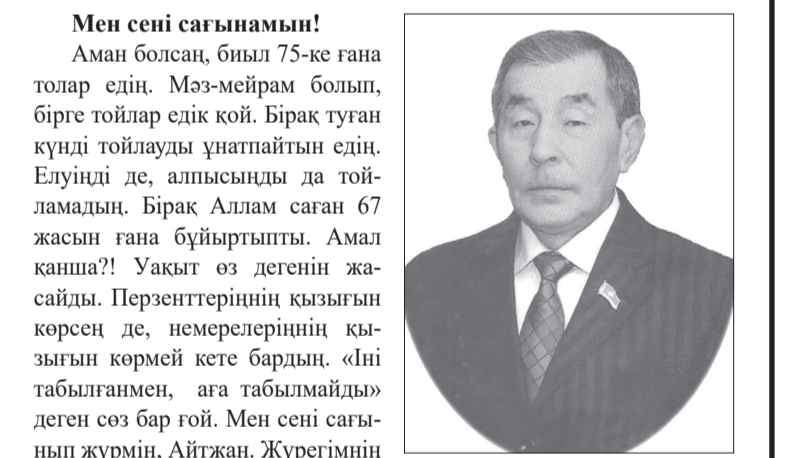 Мен сені сағынамын!
Аман болсаң, биыл 75-ке ғана
толар едің. Мәз-мейрам болып,
бірге тойлар едік қой. Бірақ туған
күнді тойлауды ұнатпайтын едің.
Елуіңді де, алпысыңды да той-
ламадың. Бірақ Аллам саған 67
жасын ғана бұйыртыпты. Амал
қанша?! Уақыт өз дегенін жа-
сайды. Перзенттеріңнің қызығын
көрсең де, немерелеріңнің қы-
зығын көрмей кете бардың. «Іні
табылғанмен, аға табылмайды»
деген сөз бар ғой. Мен сені сағы-
нып жүрмін, Айтжан. Жүрегімнің